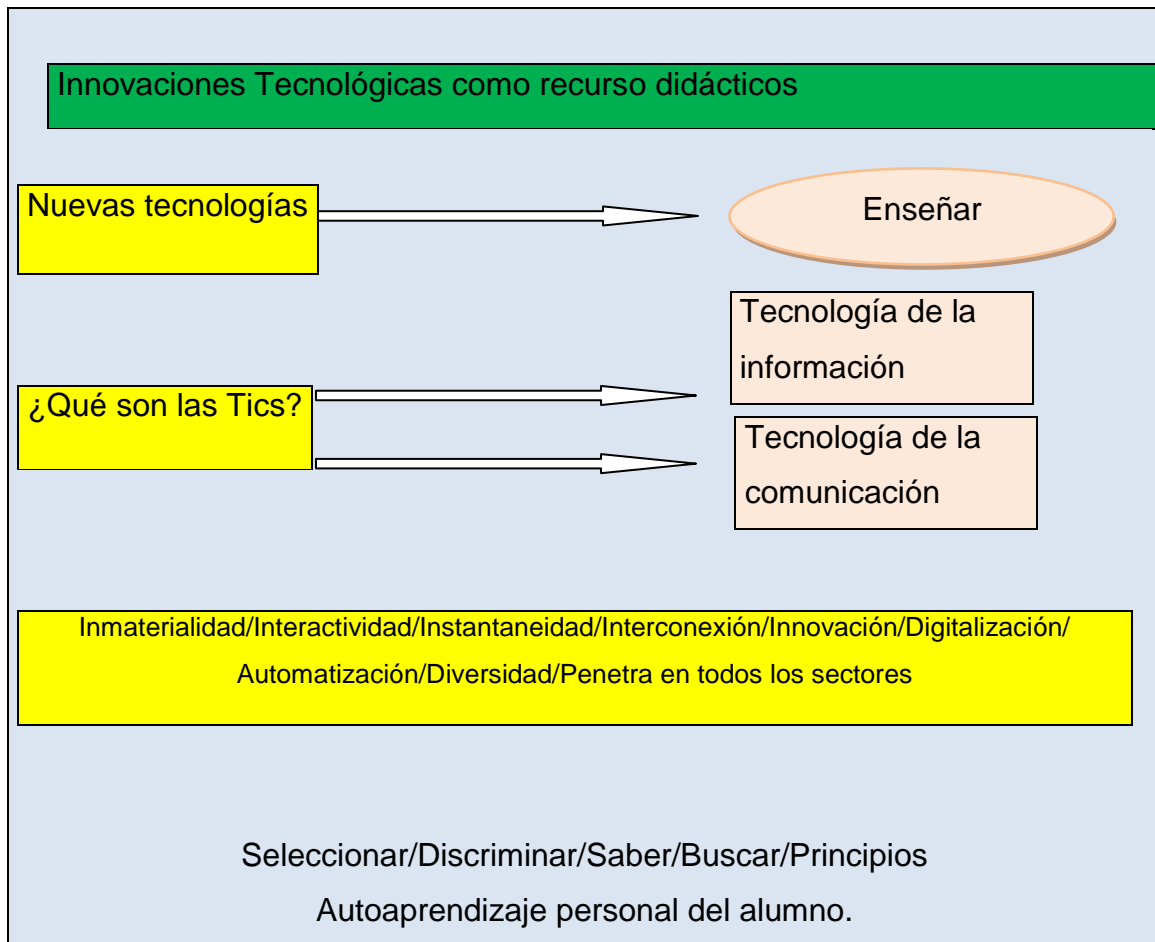 Innovaciones Tecnológicas como recurso didácticos
Nuevas tecnologías
Enseñar
¿Qué son las Tics?
Tecnología de la
información
Tecnología de la
comunicación
Inmaterialidad/Interactividad/Instantaneidad/Interconexión/Innovación/Digitalización/
Automatización/Diversidad/Penetra en todos los sectores
Seleccionar/Discriminar/Saber/Buscar/Principios
Autoaprendizaje personal del alumno.